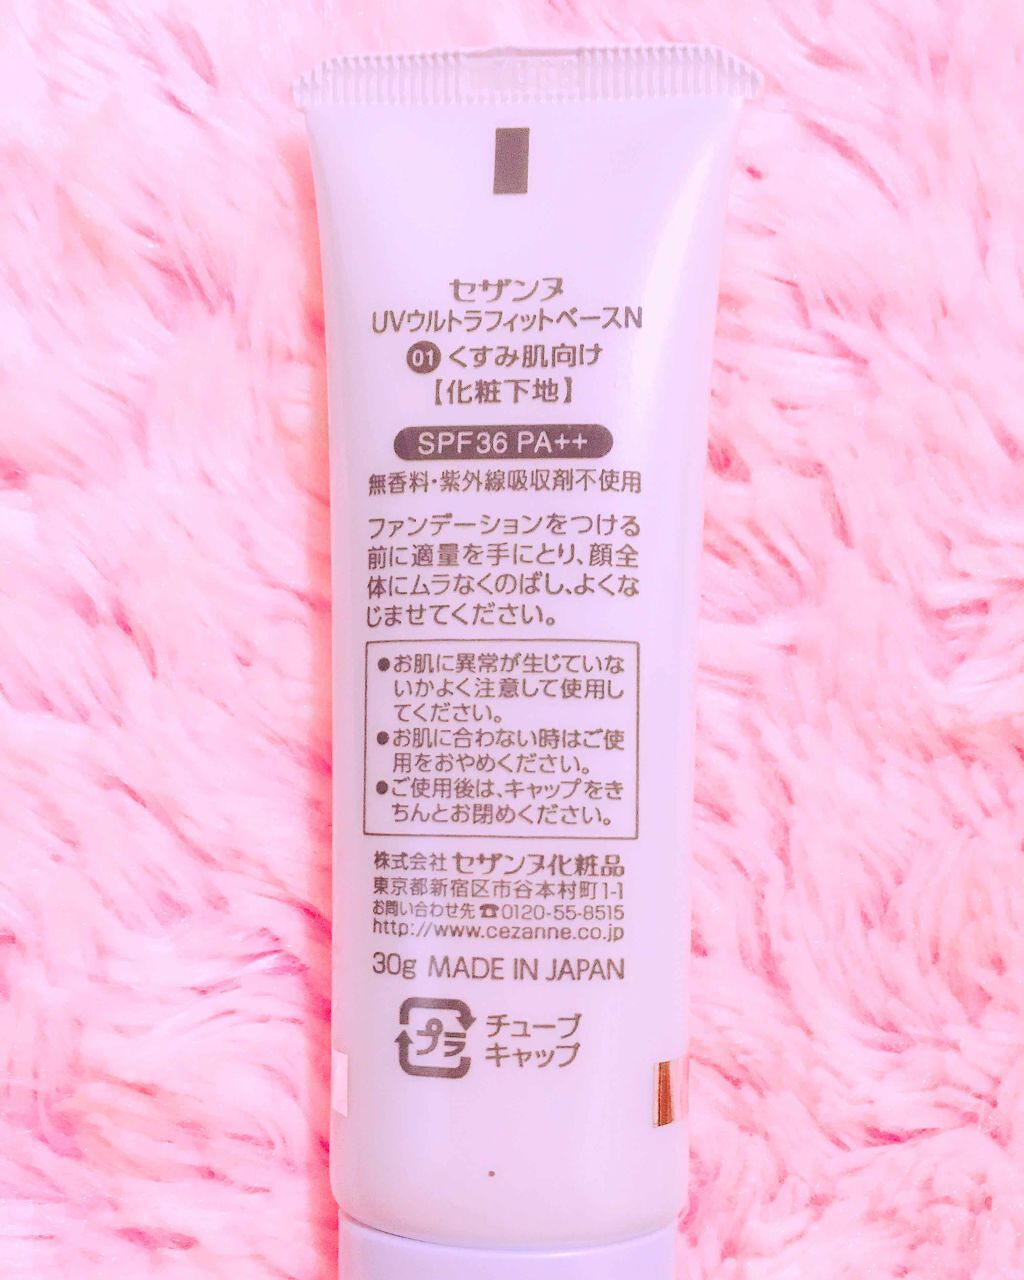 セザンヌ
UVウルトラフィットベースN
01 くすみ肌向け
【化粧下地】
SPF36 PA++
無香料・紫外線吸収剤不使用
ファンデーションをつける
前に適量を手にとり、顔全
体にムラなくのばし、よくな
じませてください。
●お肌に異常が生じていな
いかよく注意して使用し
てください。
●お肌に合わない時はご使
用をおやめください。
●ご使用後は、キャップをき
ちんとお閉めください。
株式会社 セザンヌ化粧品
東京都新宿区市谷本村町1-1
お問い合わせ先 ☎0120-55-8515
http://www.cezanne.co.jp
30g MADE IN JAPAN
プラ チューブ
キャップ